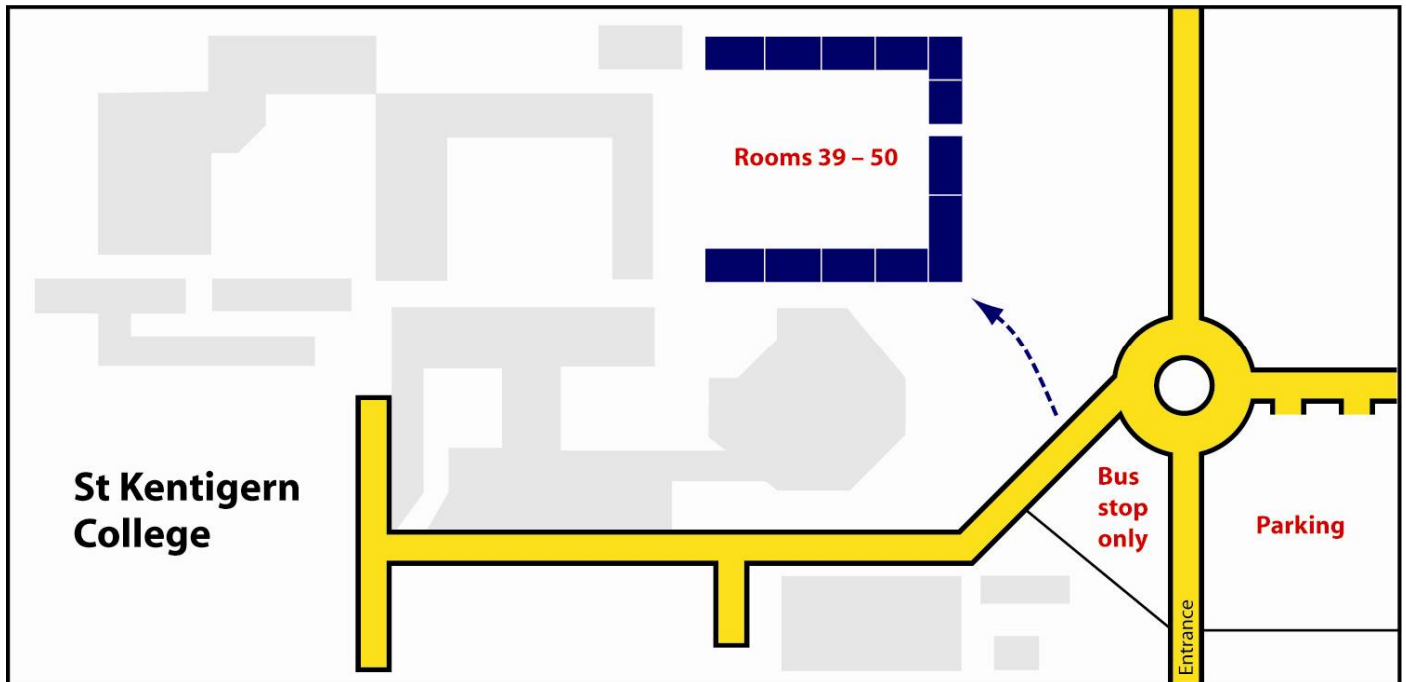 Rooms 39 – 50
St Kentigern
College
Bus
stop
only
Parking
Entrance